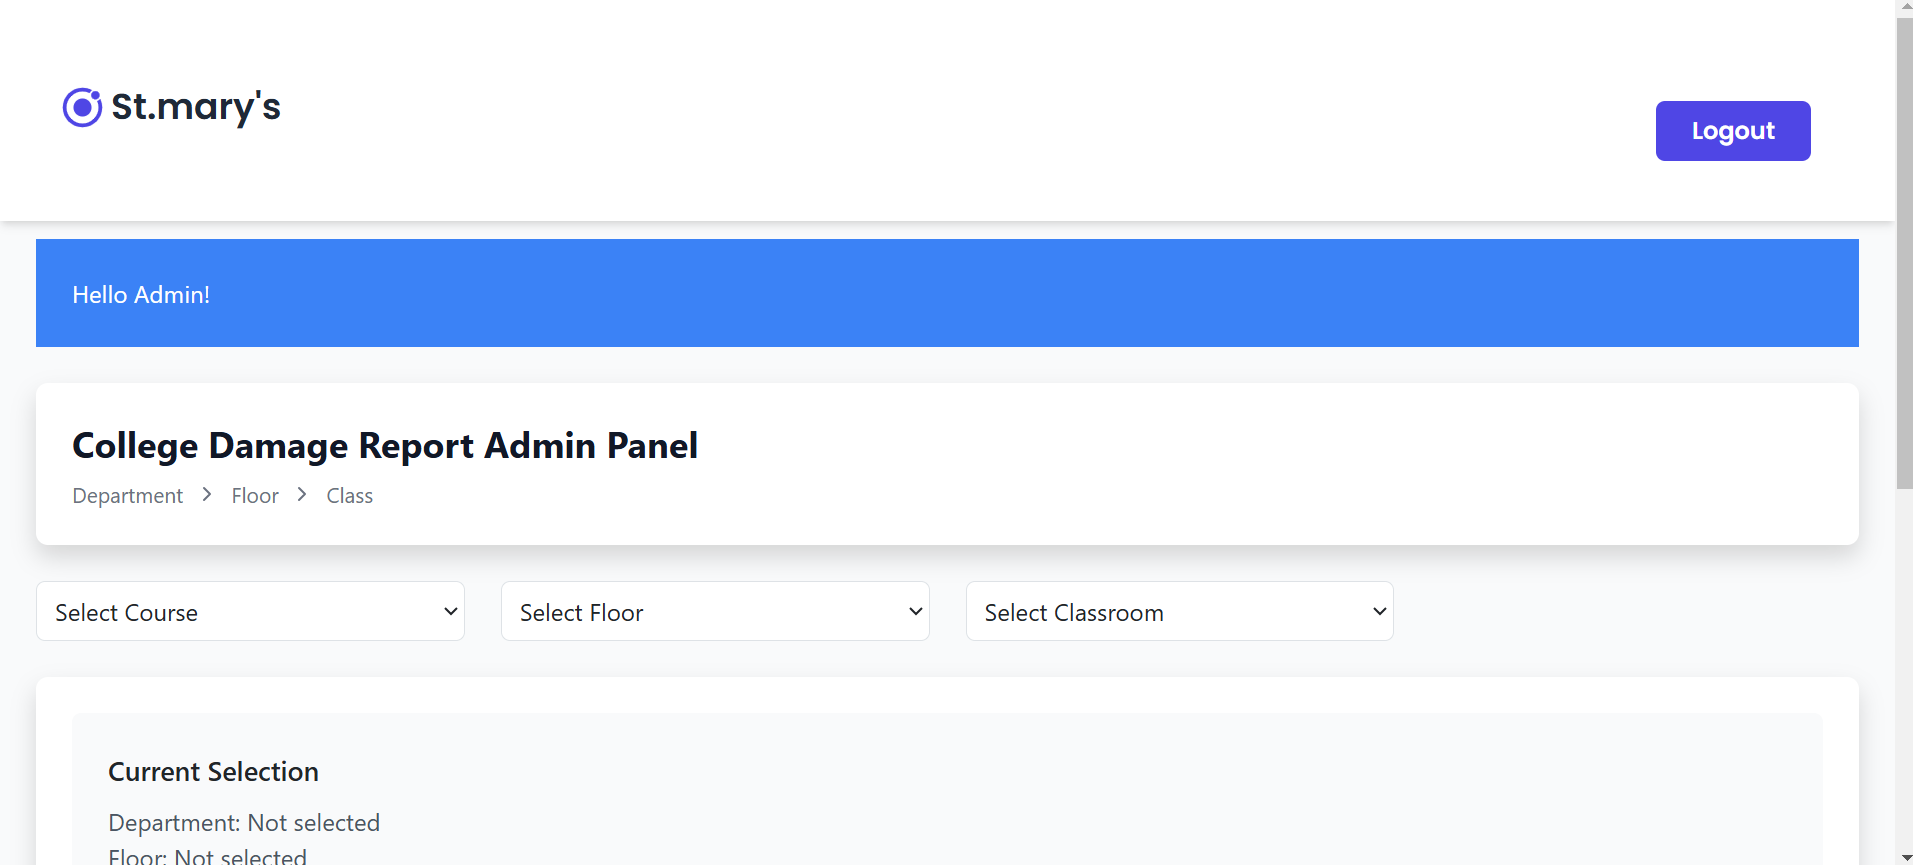 St.mary's
Logout
Hello Admin!
College Damage Report Admin Panel
Department > Floor > Class
Select Course
Select Floor
Select Classroom
Current Selection
Department: Not selected
Floor: Not selected